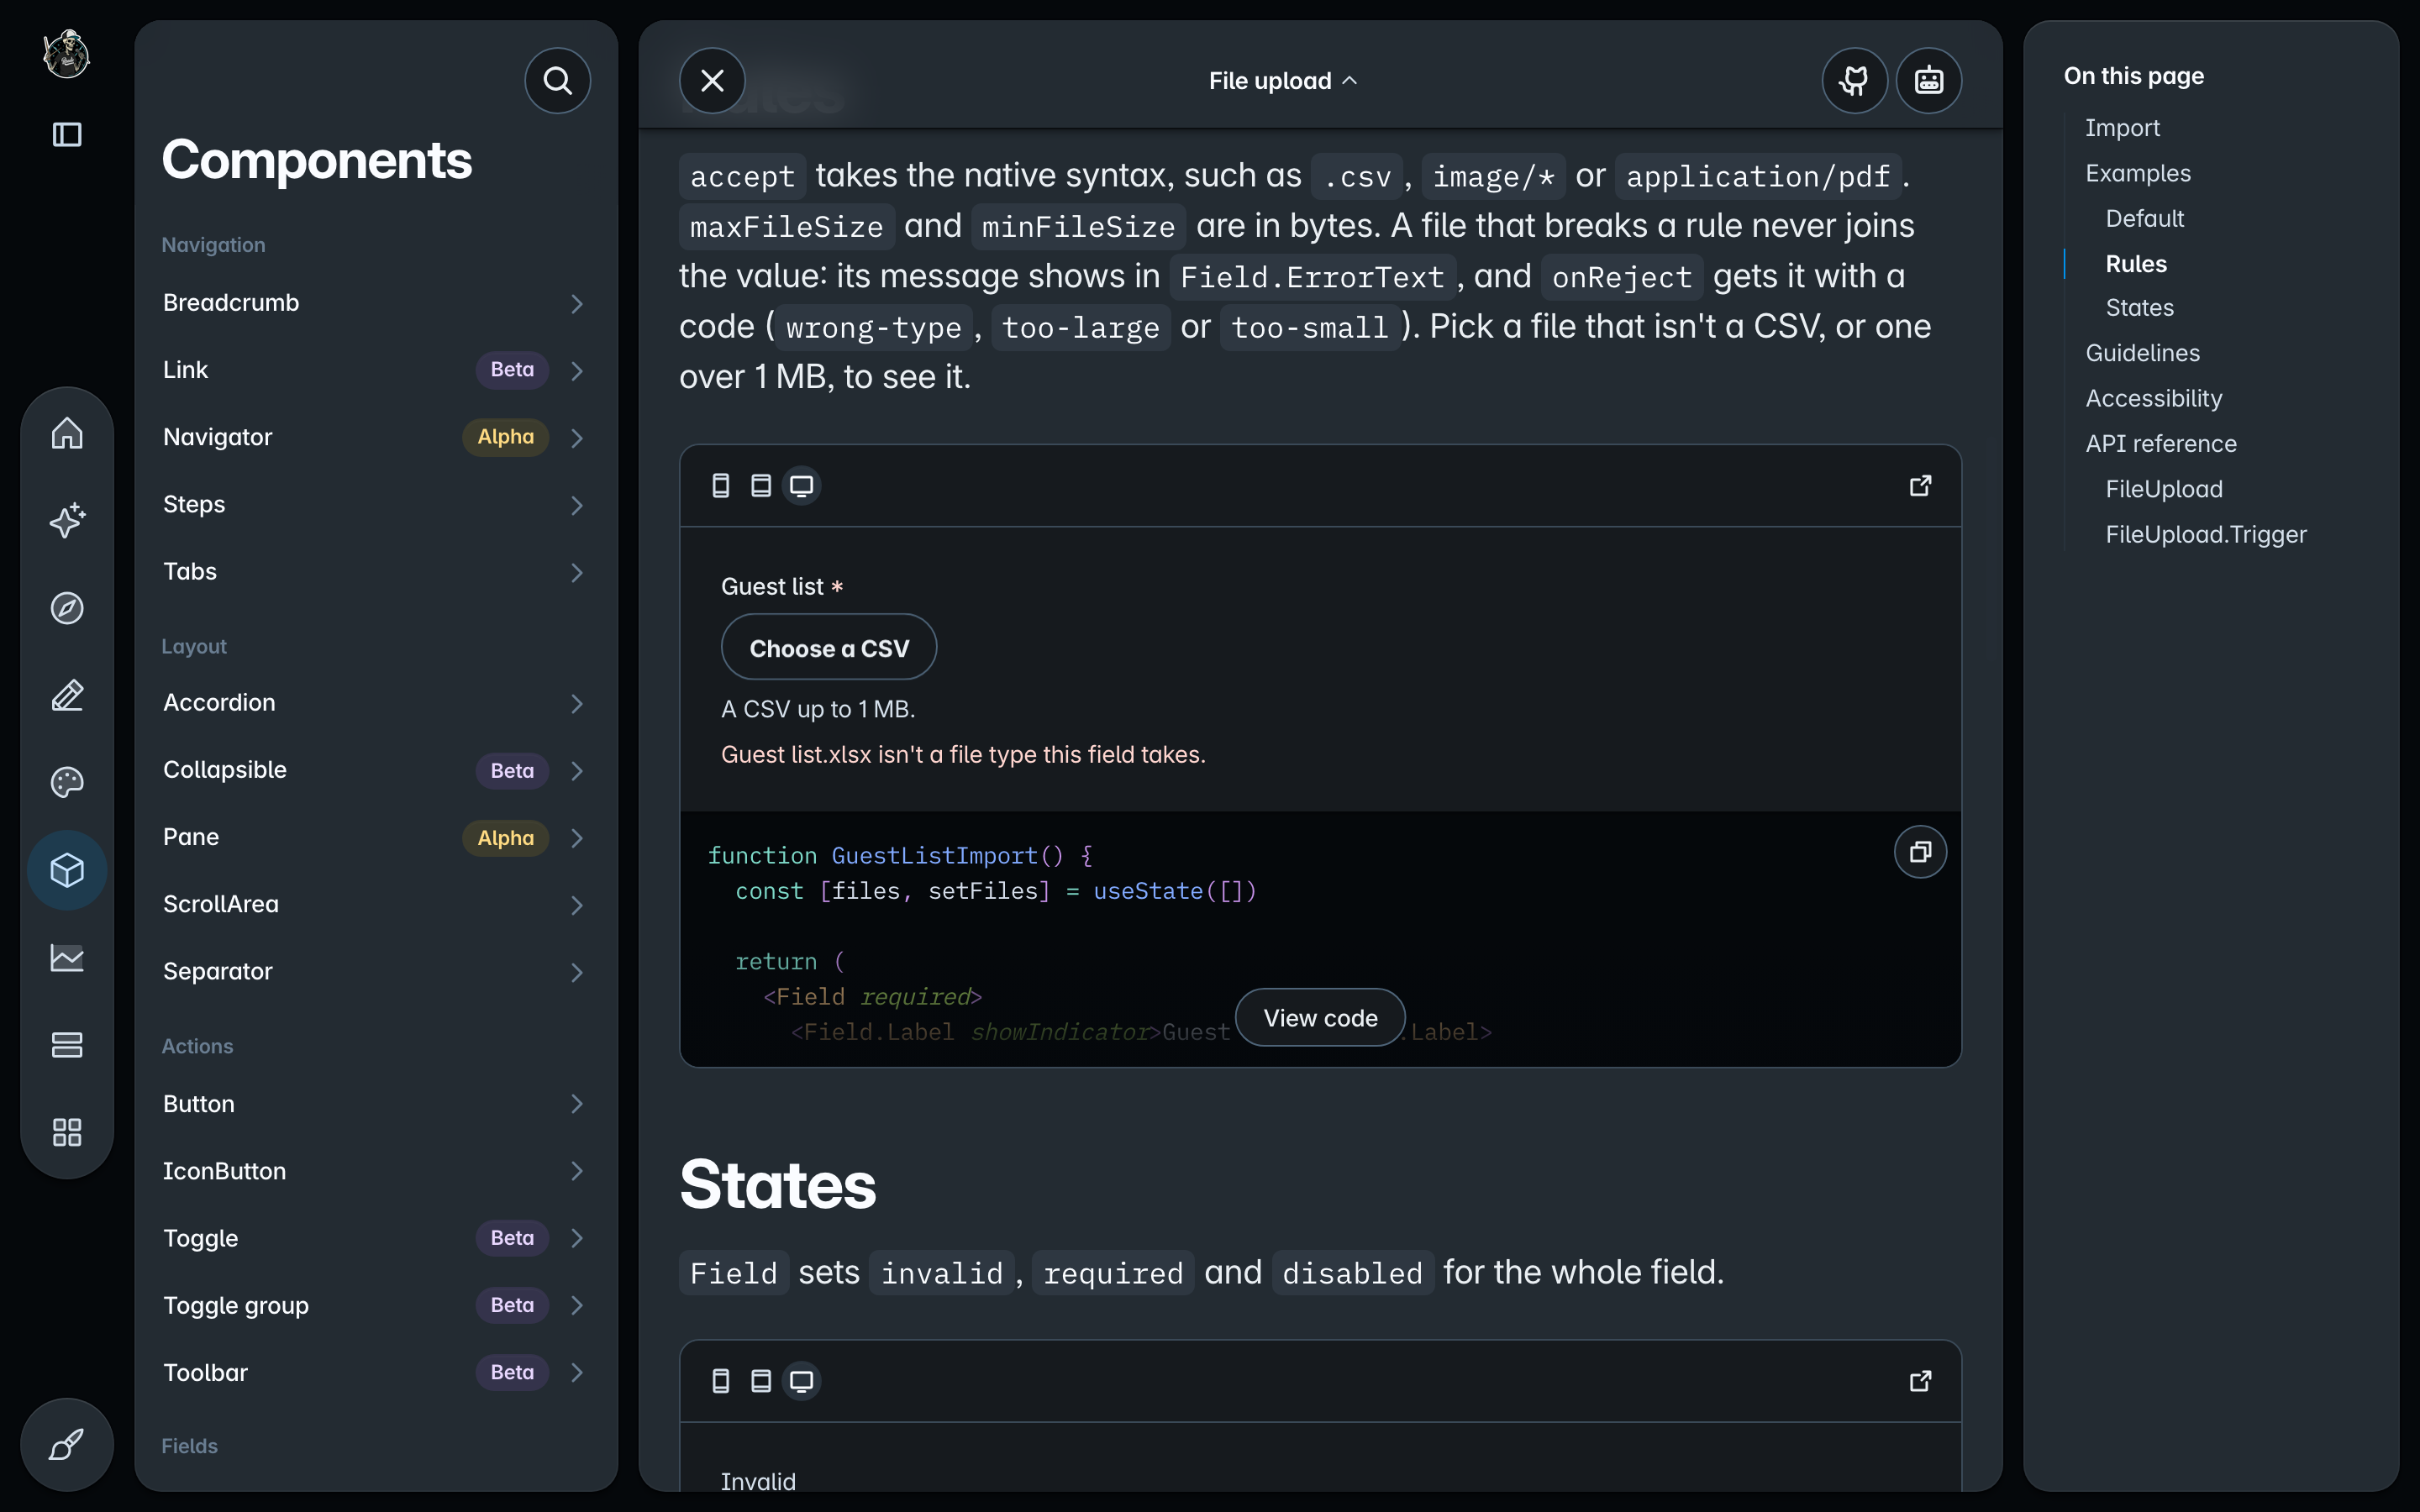 Components
Navigation
Breadcrumb
Link Beta
Navigator Alpha
Steps
Tabs
Layout
Accordion
Collapsible Beta
Pane Alpha
ScrollArea
Separator
Actions
Button
IconButton
Toggle Beta
Toggle group Beta
Toolbar Beta
Fields
File upload
accept takes the native syntax, such as .csv, image/* or application/pdf.
maxFileSize and minFileSize are in bytes. A file that breaks a rule never joins
the value: its message shows in Field.ErrorText, and onReject gets it with a
code (wrong-type, too-large or too-small). Pick a file that isn't a CSV, or one
over 1 MB, to see it.
Guest list *
Choose a CSV
A CSV up to 1 MB.
Guest list.xlsx isn't a file type this field takes.
function GuestListImport() {
const [files, setFiles] = useState([])
return (
<Field required>
<Field.Label showIndicator>Guest .Label>
View code
States
Field sets invalid, required and disabled for the whole field.
Invalid
On this page
Import
Examples
Default
Rules
States
Guidelines
Accessibility
API reference
FileUpload
FileUpload.Trigger